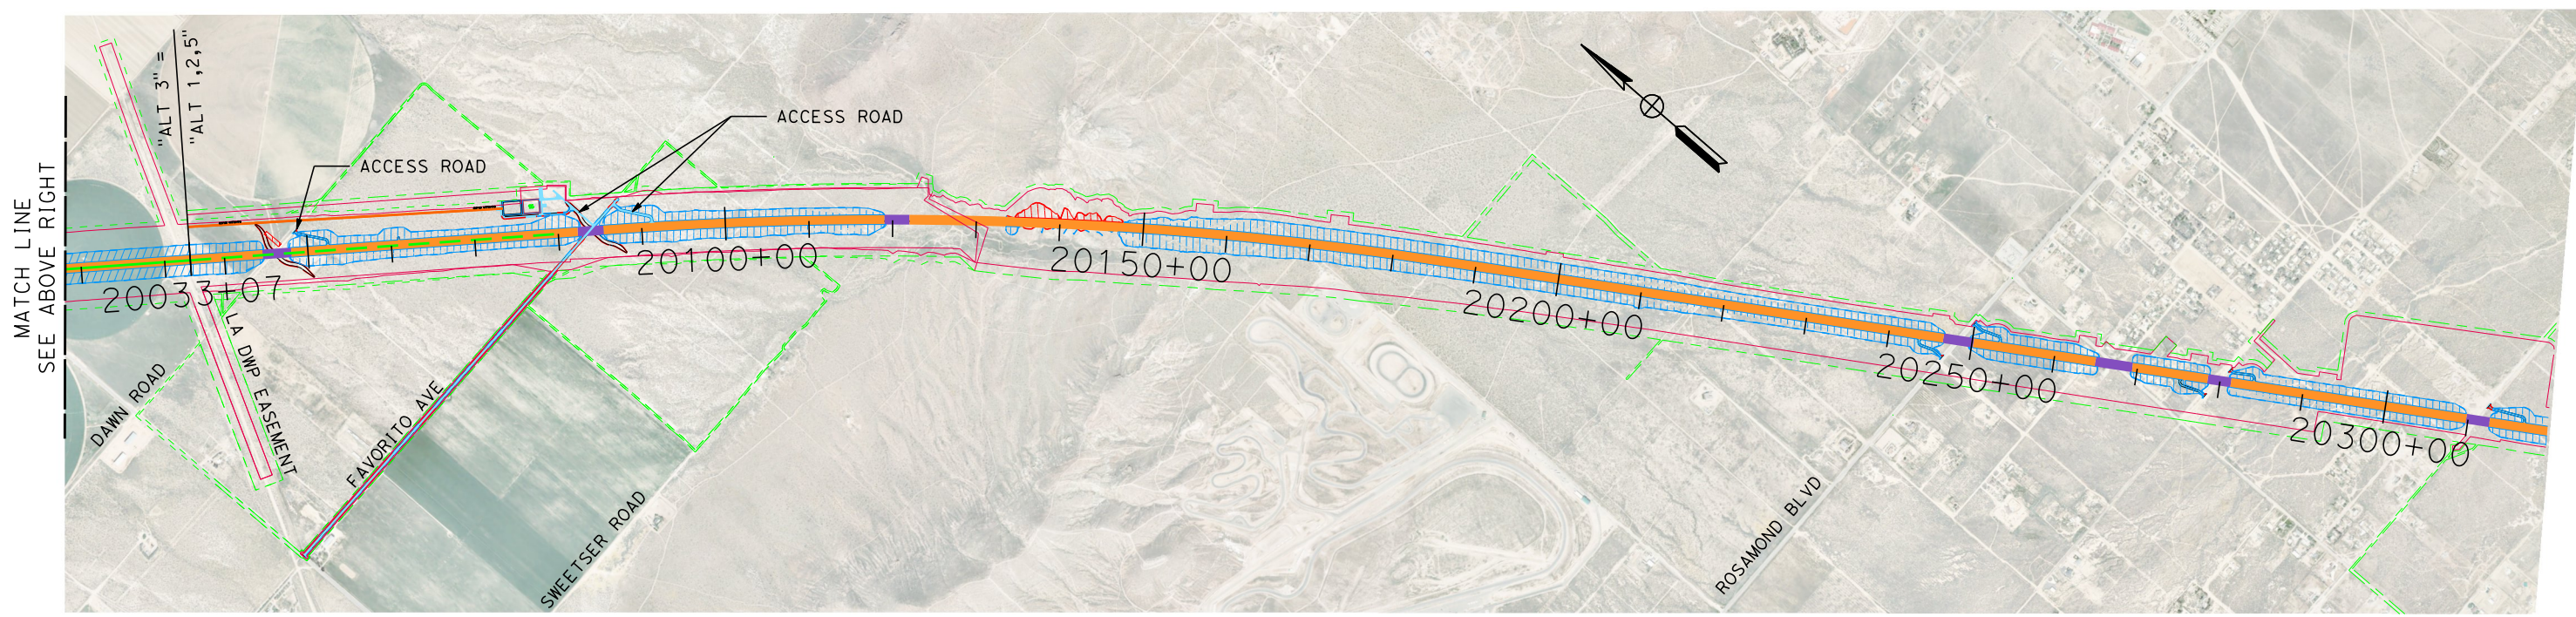 MATCH LINE
SEE ABOVE RIGHT
"ALT 3" =
"ALT 1,2,5"
ACCESS ROAD
ACCESS ROAD
20033+07
20100+00
20150+00
20200+00
20250+00
20300+00
DAWN ROAD
LA DWP EASEMENT
FAVORITO AVE
SWEETSER ROAD
ROSAMOND BLVD